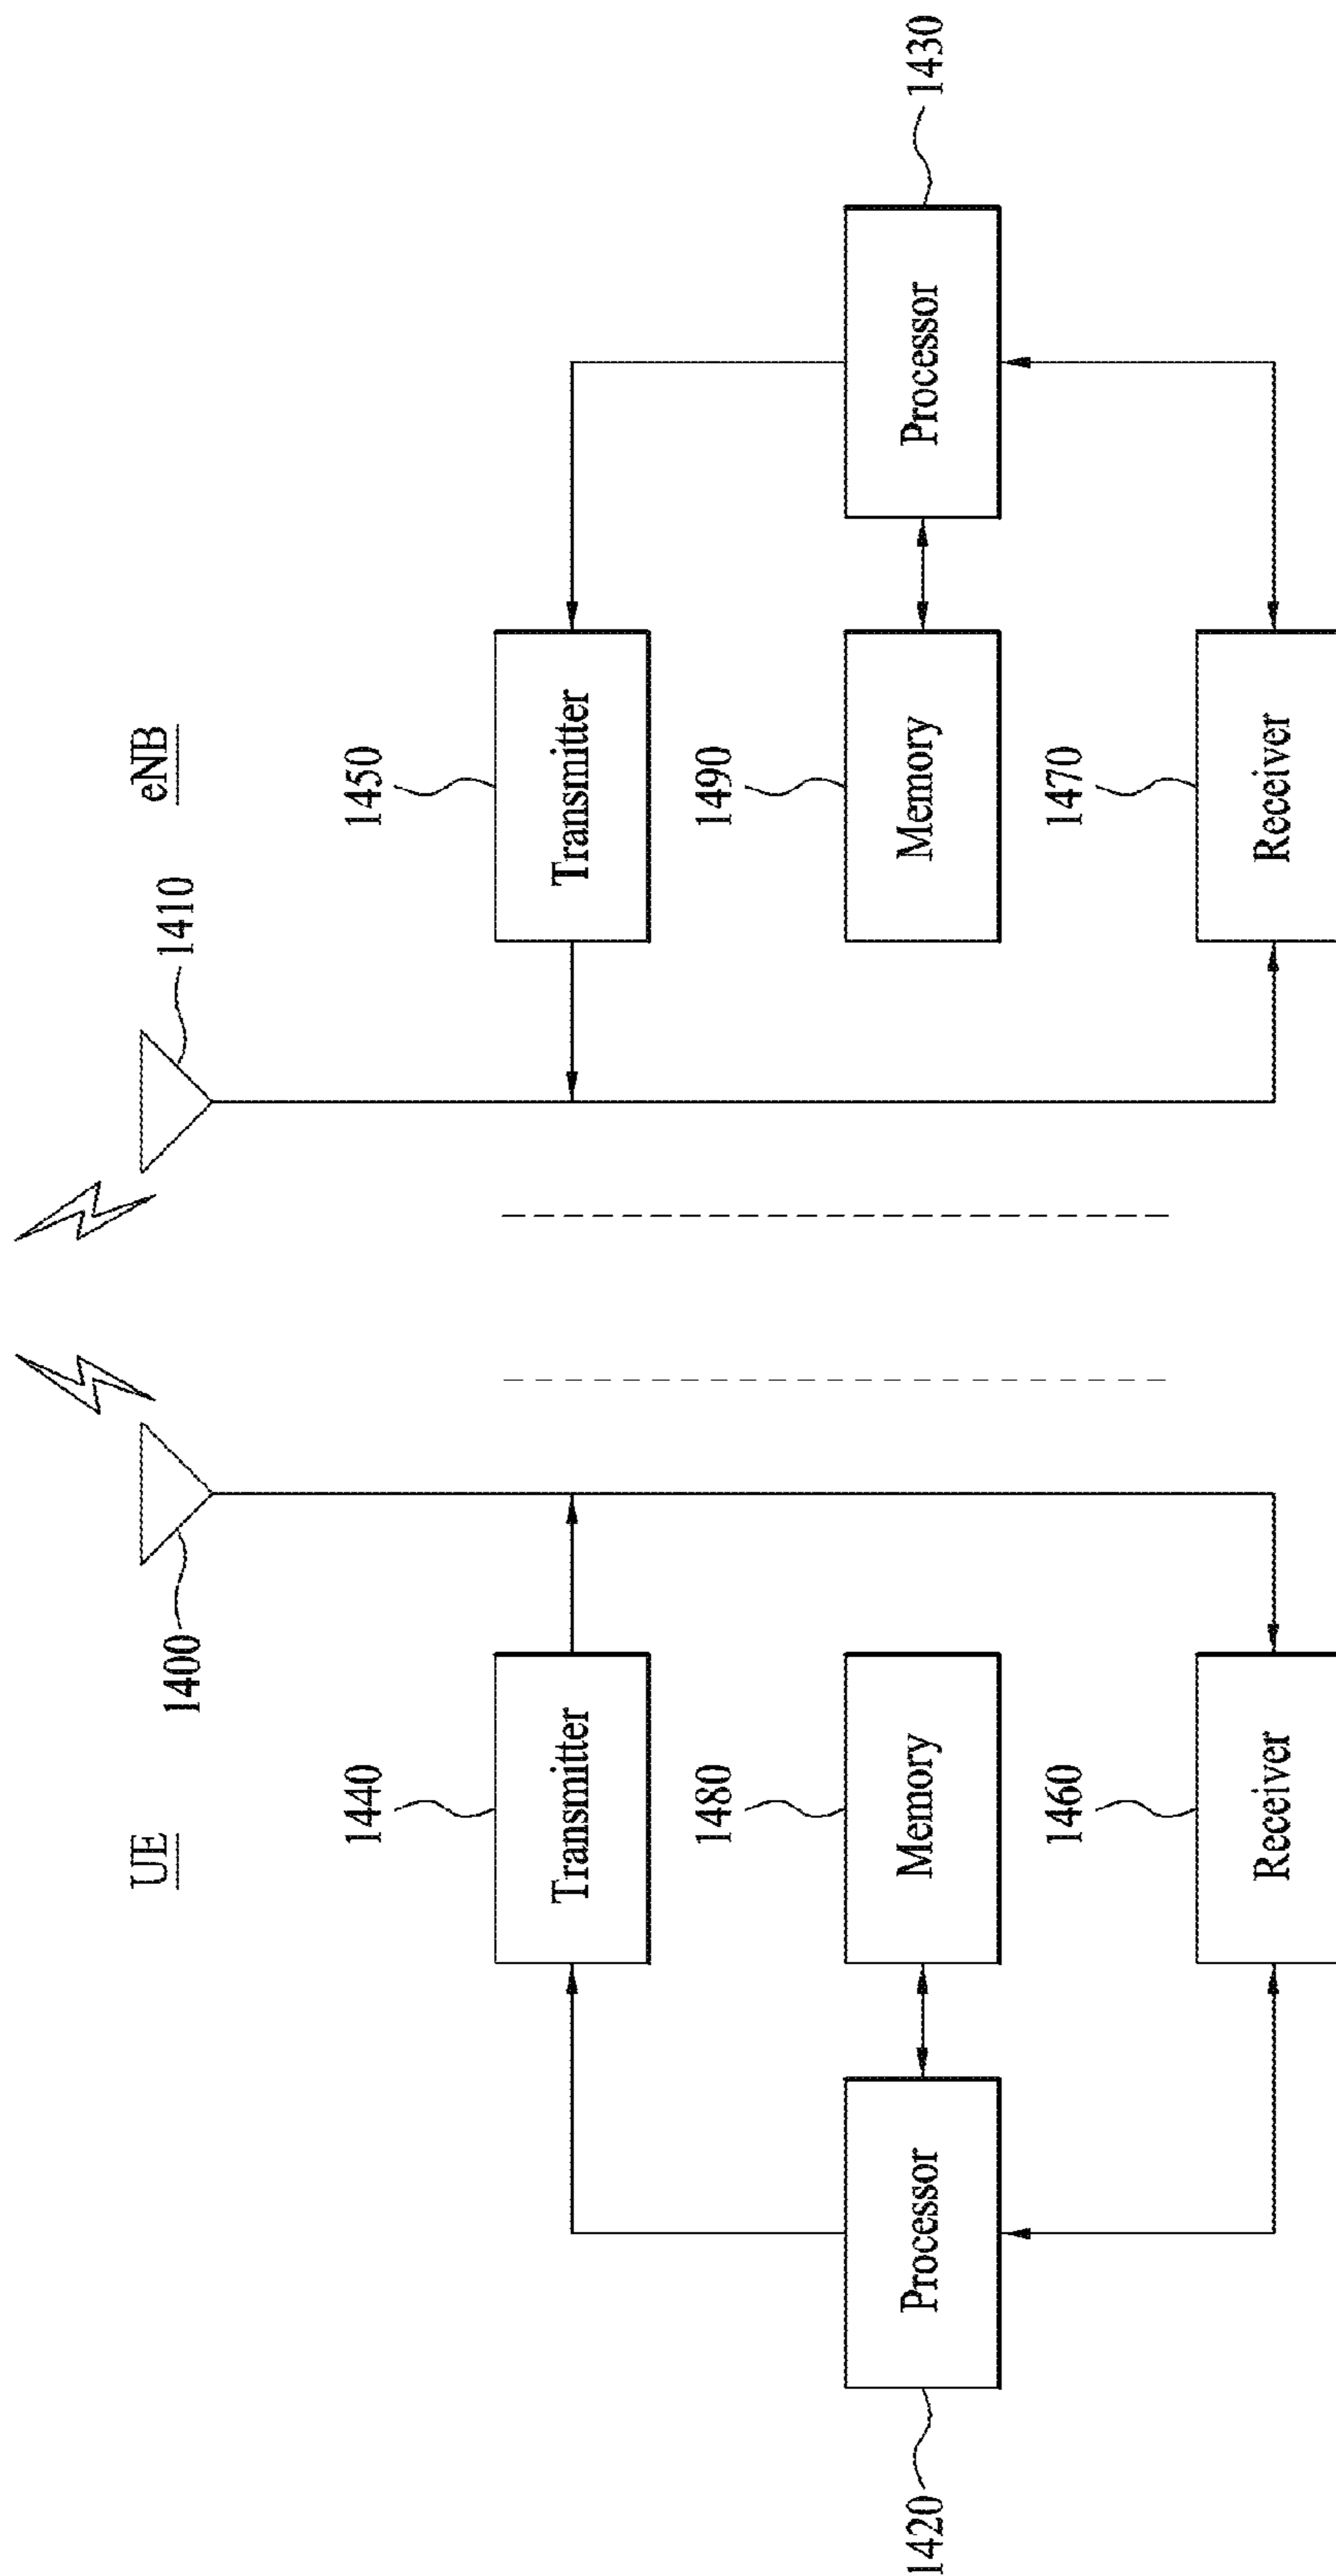 UE
eNB
1400
1410
1440
1450
Transmitter
Transmitter
1420
Processor
1480
Memory
1490
Memory
Processor
1430
1460
Receiver
1470
Receiver